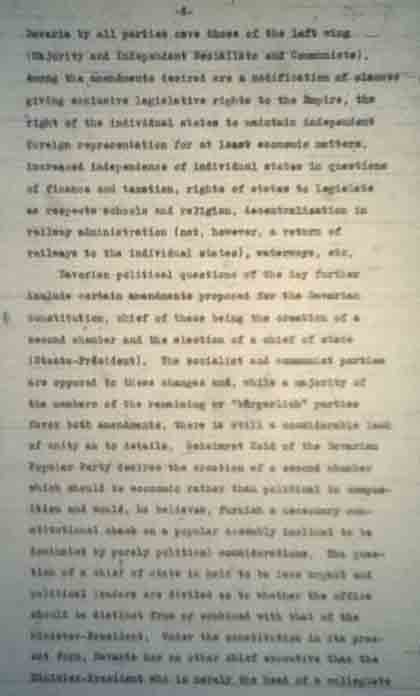 -6-
Bavaria by all parties save those of the left wing
(Majority and Independent Socialists and Communists).
Among the amendments desired are a modification of clauses
giving exclusive legislative rights to the Empire, the
right of the individual states to maintain independent
foreign representation for at least economic matters,
increased independence of individual states in questions
of finance and taxation, rights of states to legislate
as respects schools and religion, decentralization in
railway administration (not, however, a return of
railways to the individual states), waterways, etc.
Bavarian political questions of the day further
include certain amendments proposed for the Bavarian
constitution, chief of these being the creation of a
second chamber and the election of a chief of state
(Staats-Präsident). The socialist and communist parties
are opposed to these changes and, while a majority of
the members of the remaining or "bürgerlich" parties
favor both amendments, there is still a considerable lack
of unity as to details. Geheimrat Held of the Bavarian
Popular Party desires the creation of a second chamber
which should be economic rather than political in compos-
ition and would, he believes, furnish a necessary con-
stitutional check on a popular assembly inclined to be
dominated by purely political considerations. The ques-
tion of a chief of state is held to be less urgent and
political leaders are divided as to whether the office
should be distinct from or combined with that of the
Minister-President. Under the constitution in its pres-
ent form, Bavaria has no other chief executive than the
Minister-President who is merely the head of a collegiate